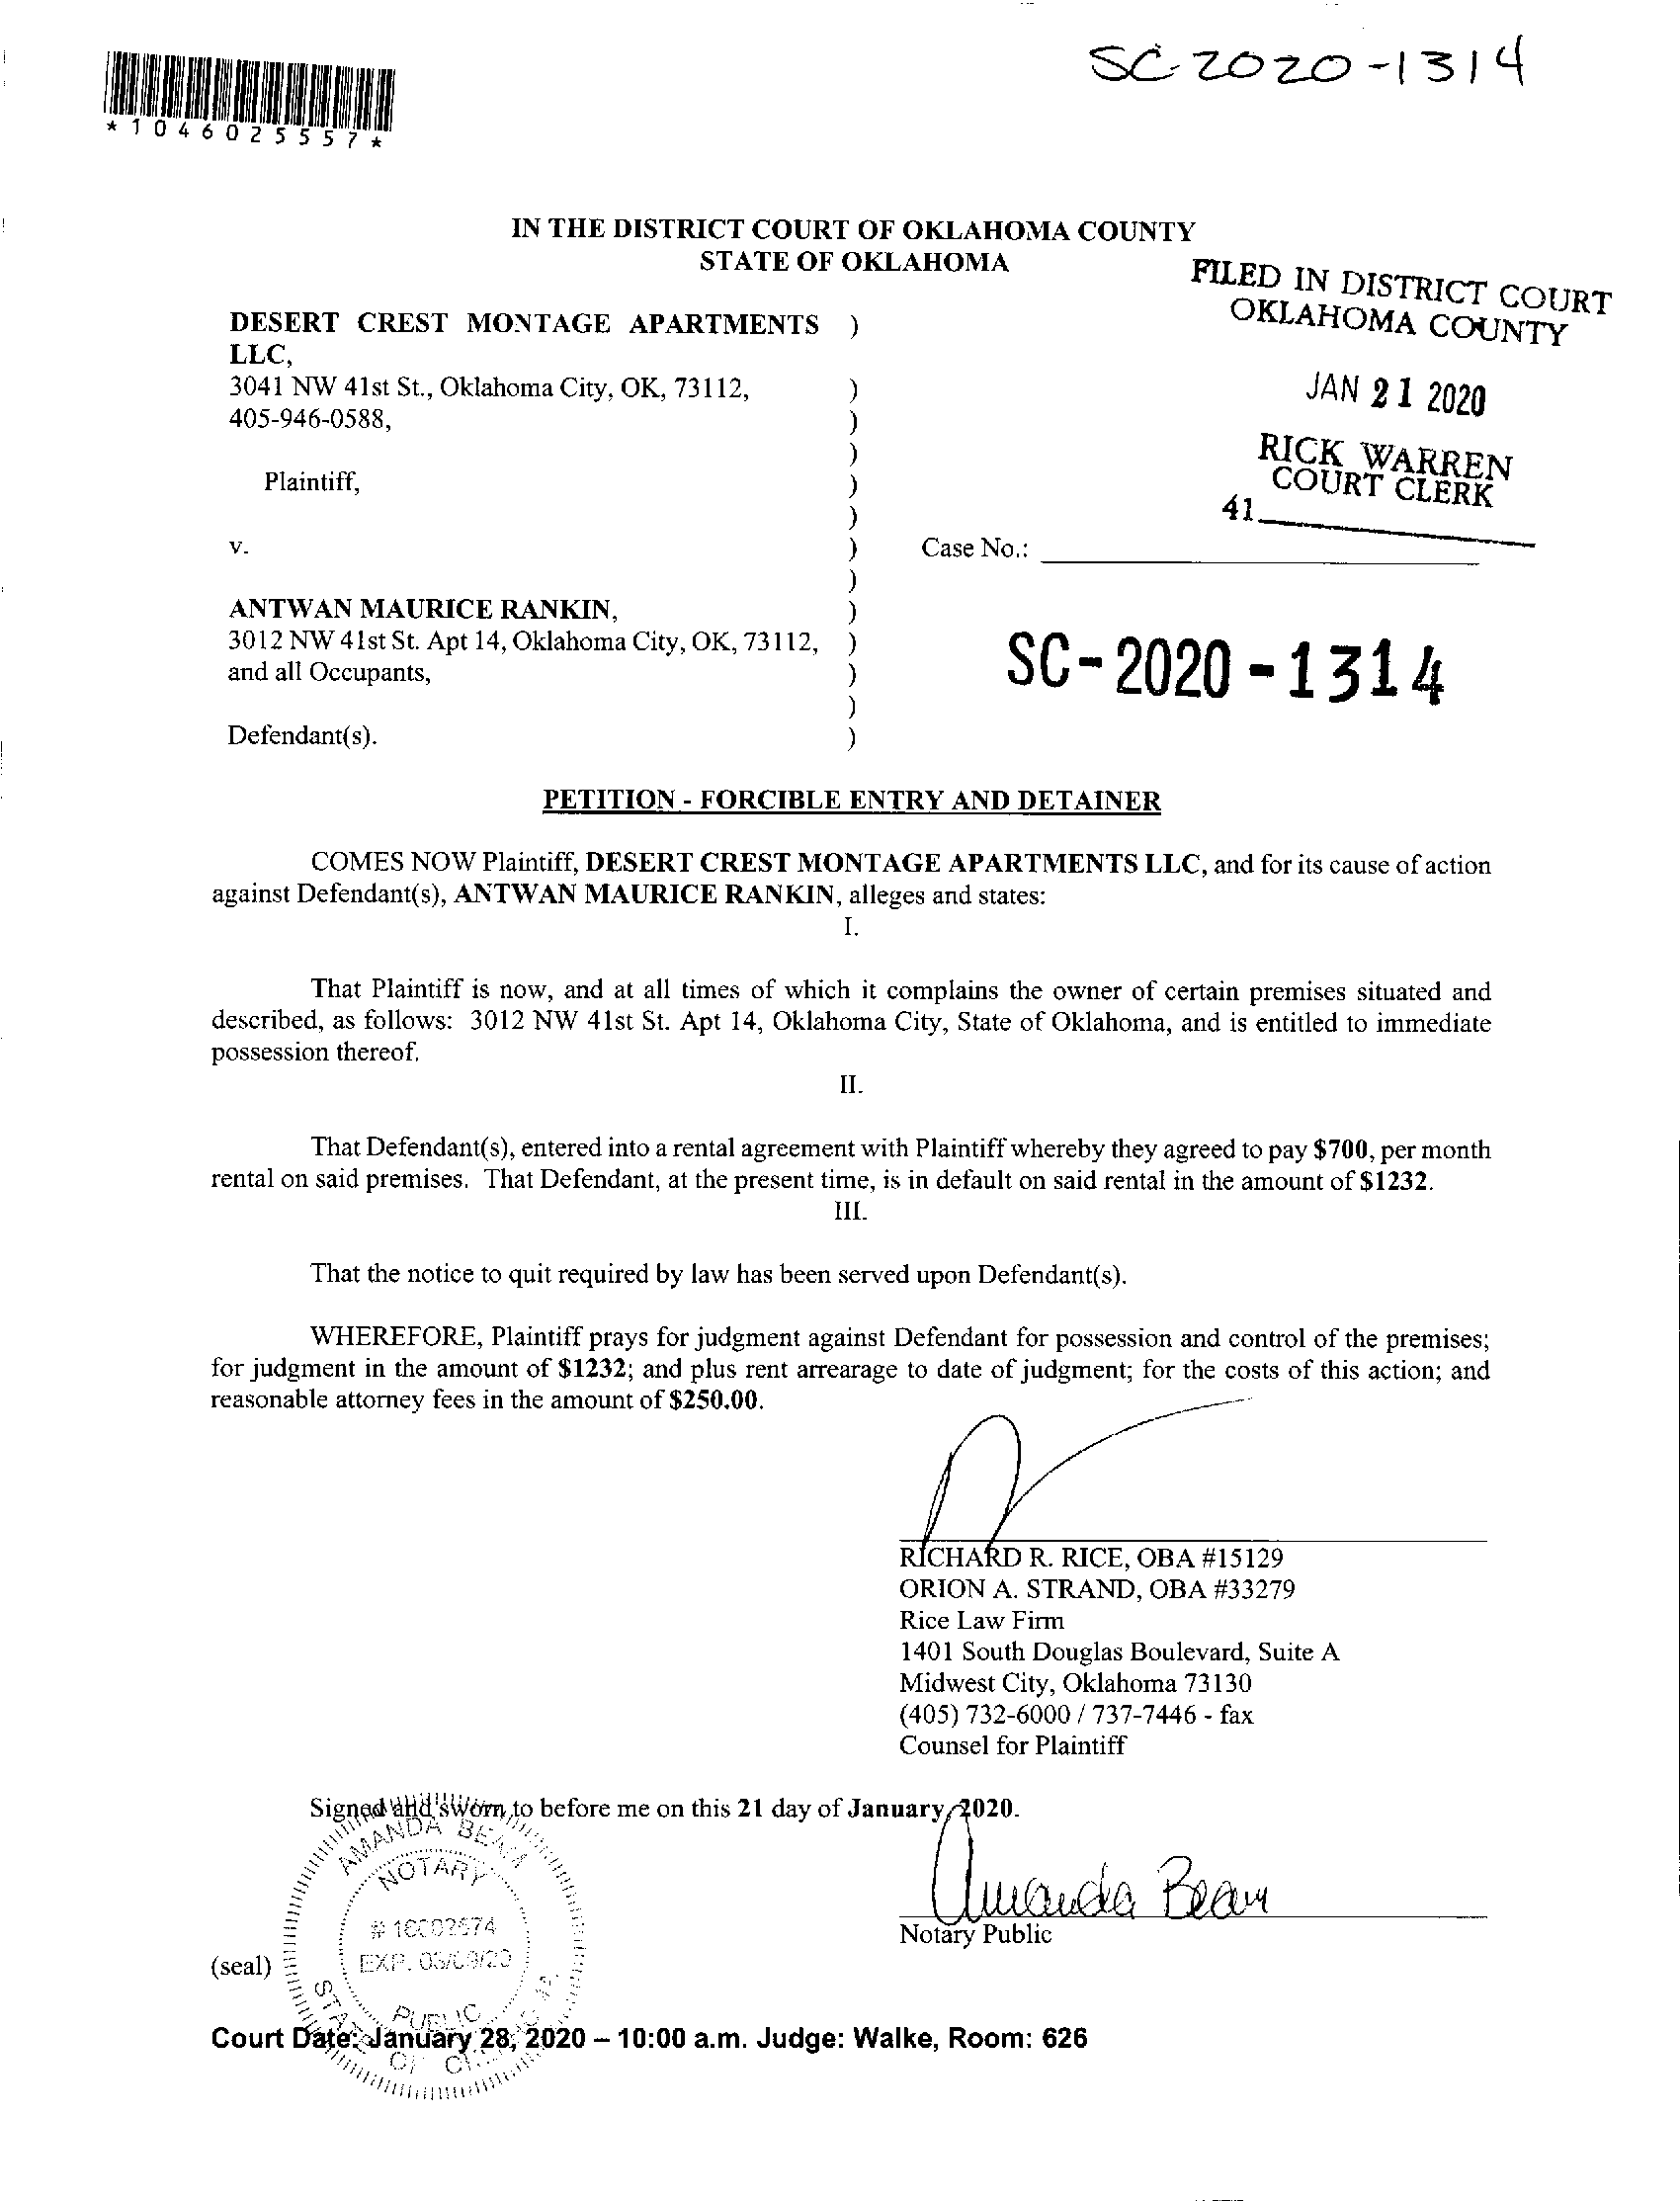 SC-2020-1314
*1046025557*
IN THE DISTRICT COURT OF OKLAHOMA COUNTY
STATE OF OKLAHOMA
FILED IN DISTRICT COURT
OKLAHOMA COUNTY
JAN 21 2020
RICK WARREN
COURT CLERK
41
DESERT CREST MONTAGE APARTMENTS )
LLC,
3041 NW 41st St., Oklahoma City, OK, 73112, )
405-946-0588, )
)
Plaintiff, )
)
v. ) Case No.:
)
ANTWAN MAURICE RANKIN, )
3012 NW 41st St. Apt 14, Oklahoma City, OK, 73112, )
and all Occupants, )
)
Defendant(s). )
SC-2020-1314
PETITION - FORCIBLE ENTRY AND DETAINER
COMES NOW Plaintiff, DESERT CREST MONTAGE APARTMENTS LLC, and for its cause of action
against Defendant(s), ANTWAN MAURICE RANKIN, alleges and states:
I.
That Plaintiff is now, and at all times of which it complains the owner of certain premises situated and
described, as follows: 3012 NW 41st St. Apt 14, Oklahoma City, State of Oklahoma, and is entitled to immediate
possession thereof.
II.
That Defendant(s), entered into a rental agreement with Plaintiff whereby they agreed to pay $700, per month
rental on said premises. That Defendant, at the present time, is in default on said rental in the amount of $1232.
III.
That the notice to quit required by law has been served upon Defendant(s).
WHEREFORE, Plaintiff prays for judgment against Defendant for possession and control of the premises;
for judgment in the amount of $1232; and plus rent arrearage to date of judgment; for the costs of this action; and
reasonable attorney fees in the amount of $250.00.
RICHARD R. RICE, OBA #15129
ORION A. STRAND, OBA #33279
Rice Law Firm
1401 South Douglas Boulevard, Suite A
Midwest City, Oklahoma 73130
(405) 732-6000 / 737-7446 - fax
Counsel for Plaintiff
Signed and sworn to before me on this 21 day of January, 2020.
Amanda Beam
Notary Public
AMANDA BEAM
NOTARY
PUBLIC
(seal)
Court Date: January 28, 2020 – 10:00 a.m. Judge: Walke, Room: 626